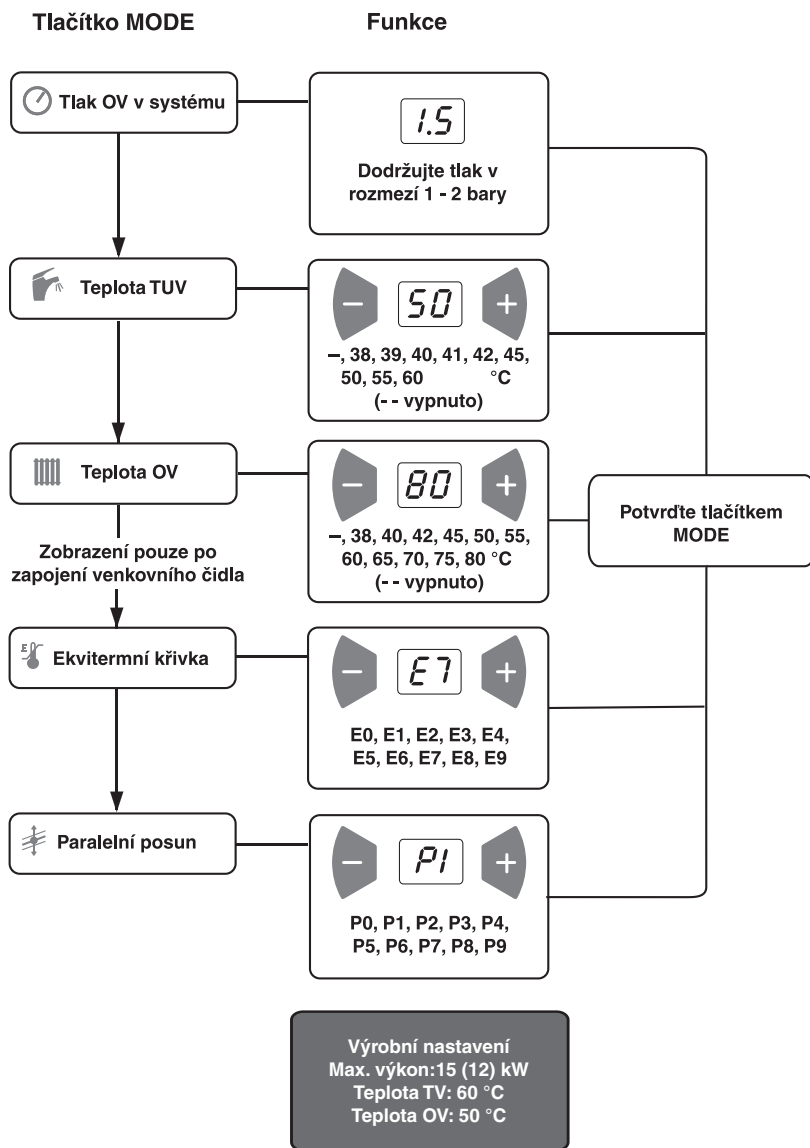 Tlačítko MODE
Funkce
Tlak OV v systému
1.5
Dodržujte tlak v
rozmezí 1 - 2 bary
Teplota TUV
–
50
+
–, 38, 39, 40, 41, 42, 45,
50, 55, 60 °C
(- - vypnuto)
Teplota OV
–
80
+
–, 38, 40, 42, 45, 50, 55,
60, 65, 70, 75, 80 °C
(- - vypnuto)
Potvrďte tlačítkem
MODE
Zobrazení pouze po
zapojení venkovního čidla
E
Ekvitermní křivka
–
E7
+
E0, E1, E2, E3, E4,
E5, E6, E7, E8, E9
Paralelní posun
–
P1
+
P0, P1, P2, P3, P4,
P5, P6, P7, P8, P9
Výrobní nastavení
Max. výkon:15 (12) kW
Teplota TV: 60 °C
Teplota OV: 50 °C